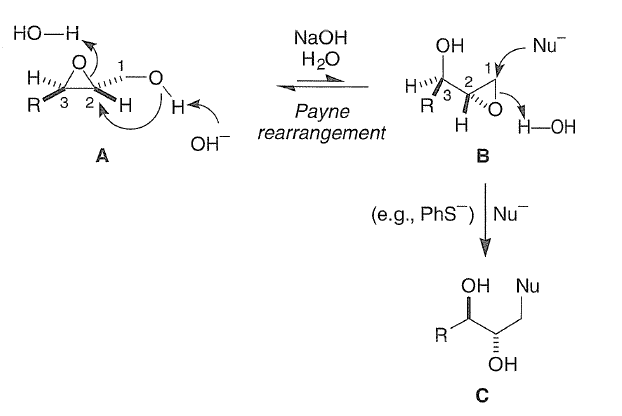 HO—H
O
1
O
H
R
3
2
H
H
OH⁻
A
NaOH
H₂O
Payne
rearrangement
OH
Nu⁻
1
H
2
R
3
O
H
H—OH
B
(e.g., PhS⁻)
Nu⁻
OH
Nu
R
OH
C